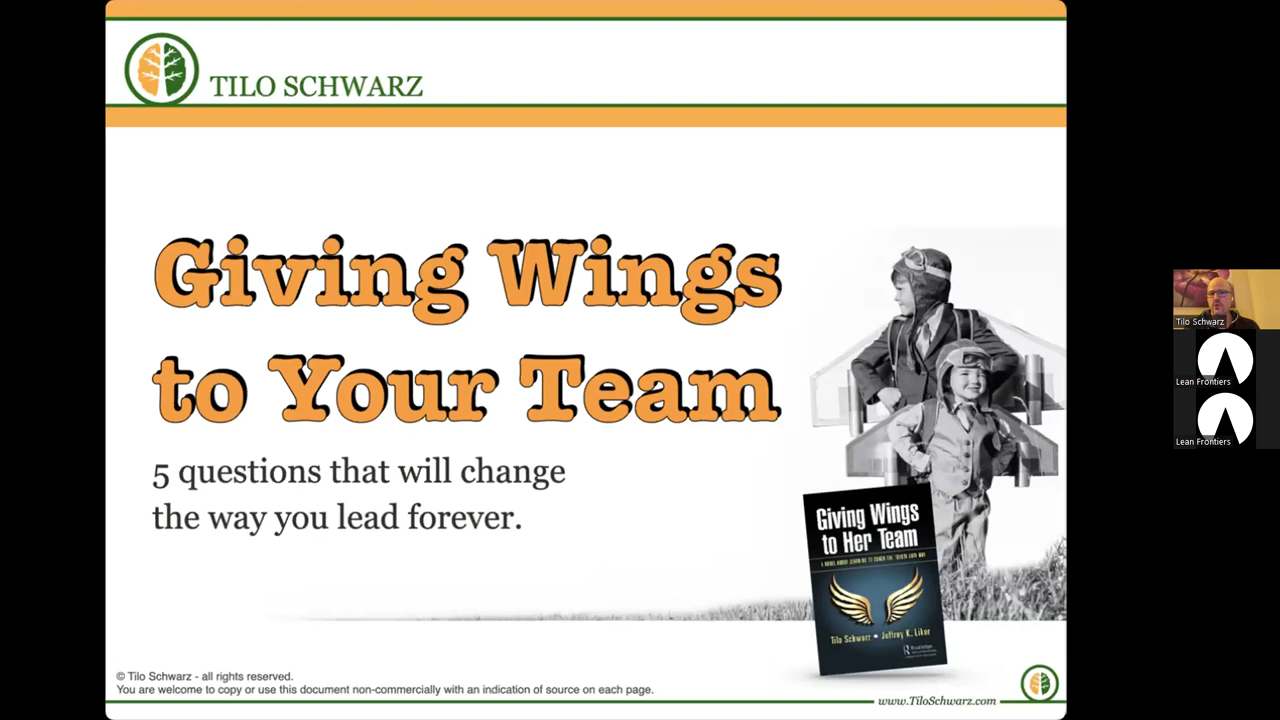 TILO SCHWARZ
Giving Wings
to Your Team
5 questions that will change
the way you lead forever.
Giving Wings
to Her Team
A NOVEL ABOUT LEARNING TO COACH THE TOYOTA KATA WAY
Tilo Schwarz • Jeffrey K. Liker
Routledge
© Tilo Schwarz - all rights reserved.
You are welcome to copy or use this document non-commercially with an indication of source on each page.
www.TiloSchwarz.com
Tilo Schwarz
Lean Frontiers
Lean Frontiers